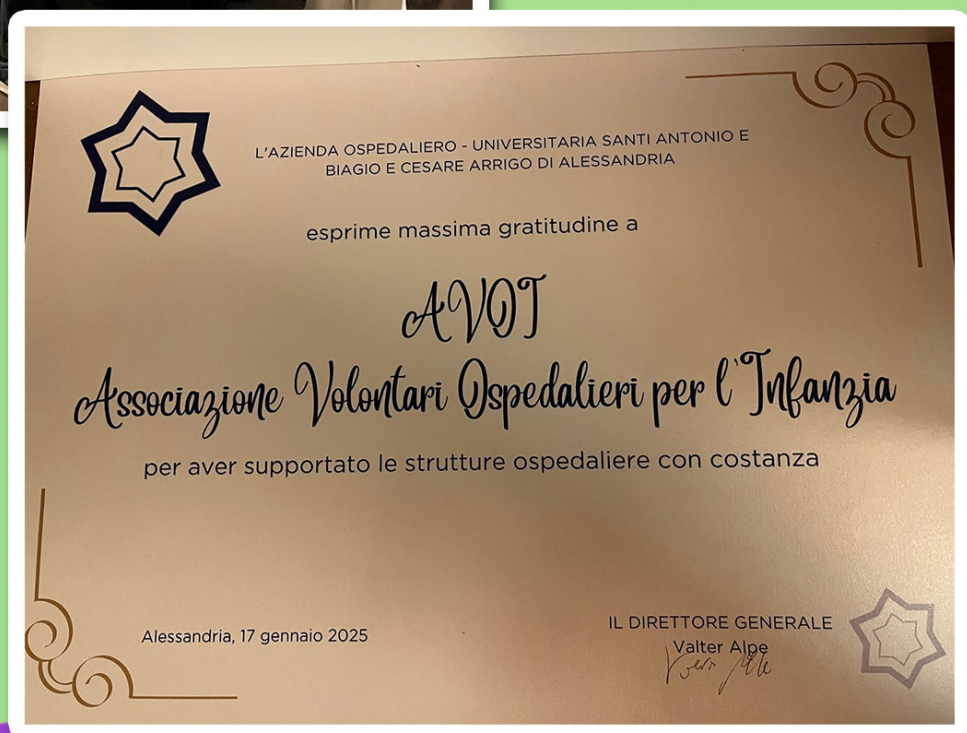 L'AZIENDA OSPEDALIERO - UNIVERSITARIA SANTI ANTONIO E
BIAGIO E CESARE ARRIGO DI ALESSANDRIA
esprime massima gratitudine a
AVOI
Associazione Volontari Ospedalieri per l'Infanzia
per aver supportato le strutture ospedaliere con costanza
Alessandria, 17 gennaio 2025
IL DIRETTORE GENERALE
Valter Alpe